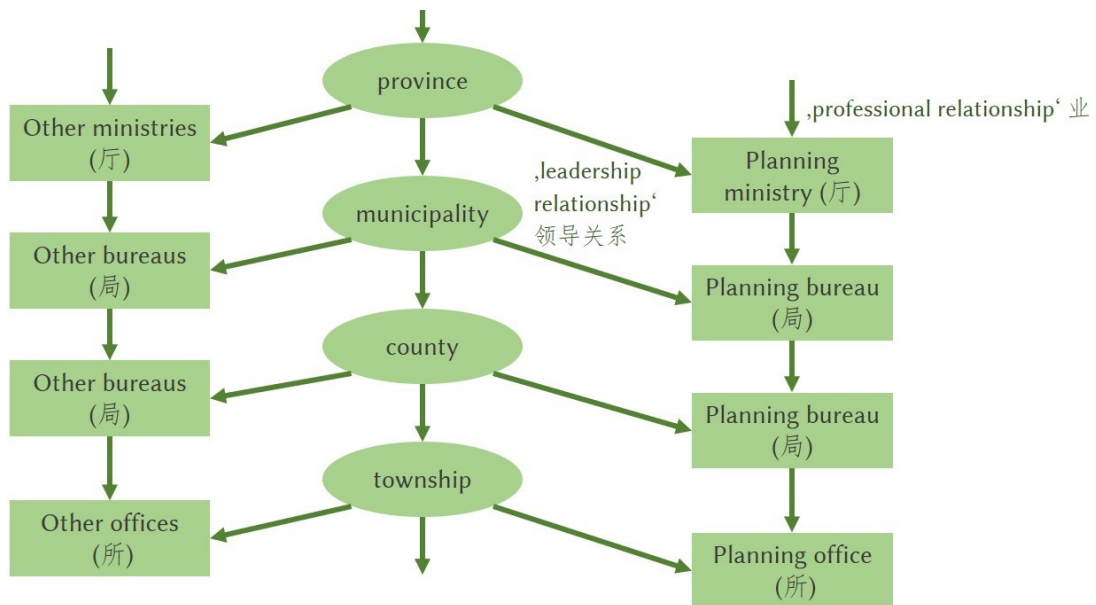 province
Other ministries
(厅)
‚professional relationship‘ 业
Planning
ministry (厅)
‚leadership
relationship‘
领导关系
municipality
Other bureaus
(局)
Planning bureau
(局)
county
Other bureaus
(局)
Planning bureau
(局)
township
Other offices
(所)
Planning office
(所)